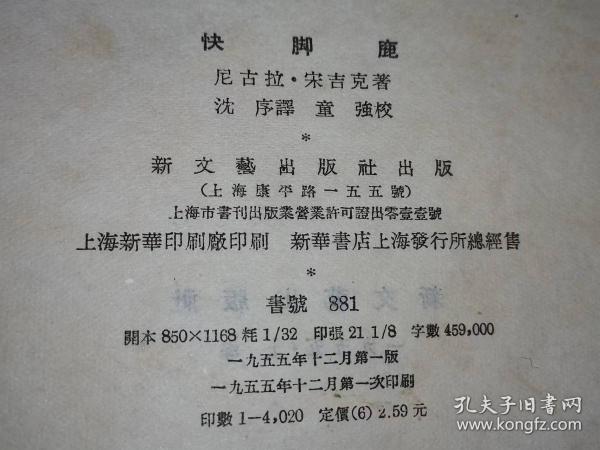 快脚鹿
尼古拉·宋吉克著
沈序譯 童強校
*
新文藝出版社出版
(上海康平路一五五號)
上海市書刊出版業營業許可證出零壹壹號
上海新華印刷廠印刷 新華書店上海發行所總經售
*
書號 881
開本 850×1168 粍 1/32 印張 21 1/8 字數 459,000
一九五五年十二月第一版
一九五五年十二月第一次印刷
印數 1—4,020 定價(6) 2.59 元
孔夫子旧书网
www.kongfz.com